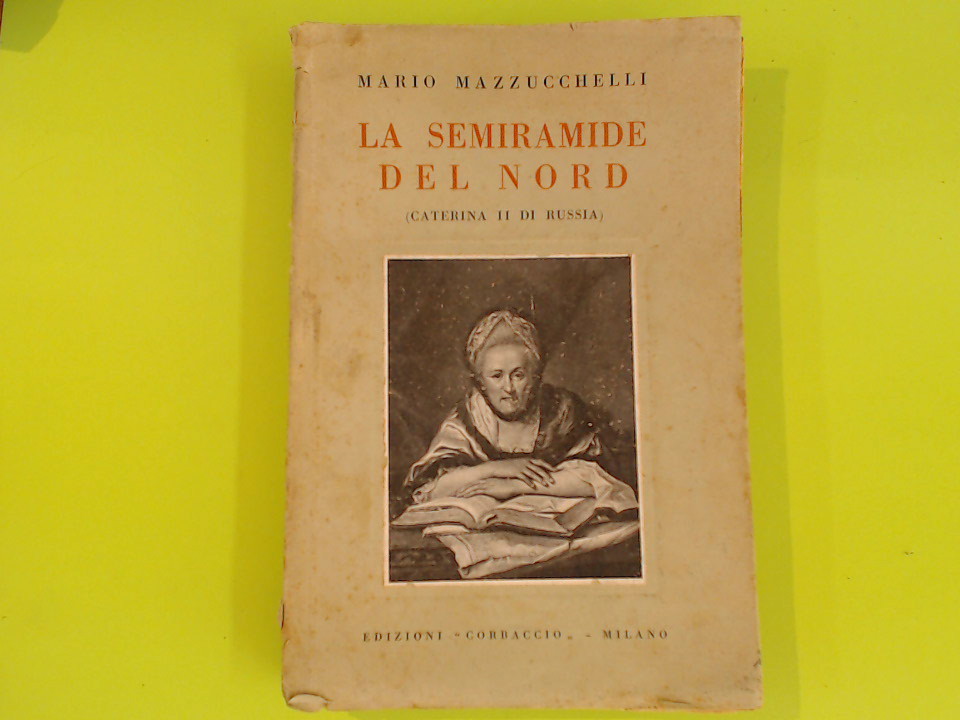 MARIO MAZZUCCHELLI
LA SEMIRAMIDE
DEL NORD
(CATERINA II DI RUSSIA)
EDIZIONI "CORBACCIO" - MILANO